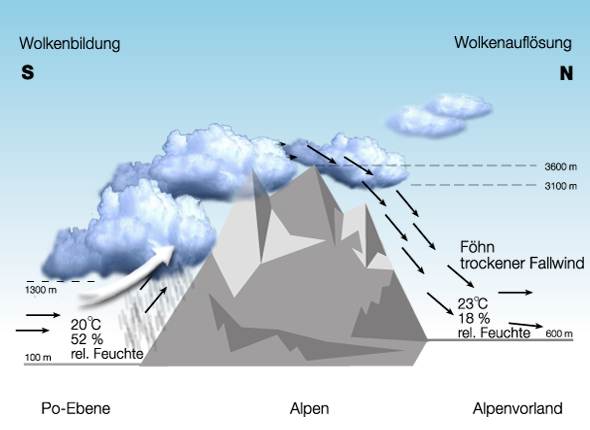 Wolkenbildung
Wolkenauflösung
S
N
3600 m
3100 m
Föhn
trockener Fallwind
1300 m
20°C
52 %
rel. Feuchte
23°C
18 %
rel. Feuchte
600 m
100 m
Po-Ebene
Alpen
Alpenvorland